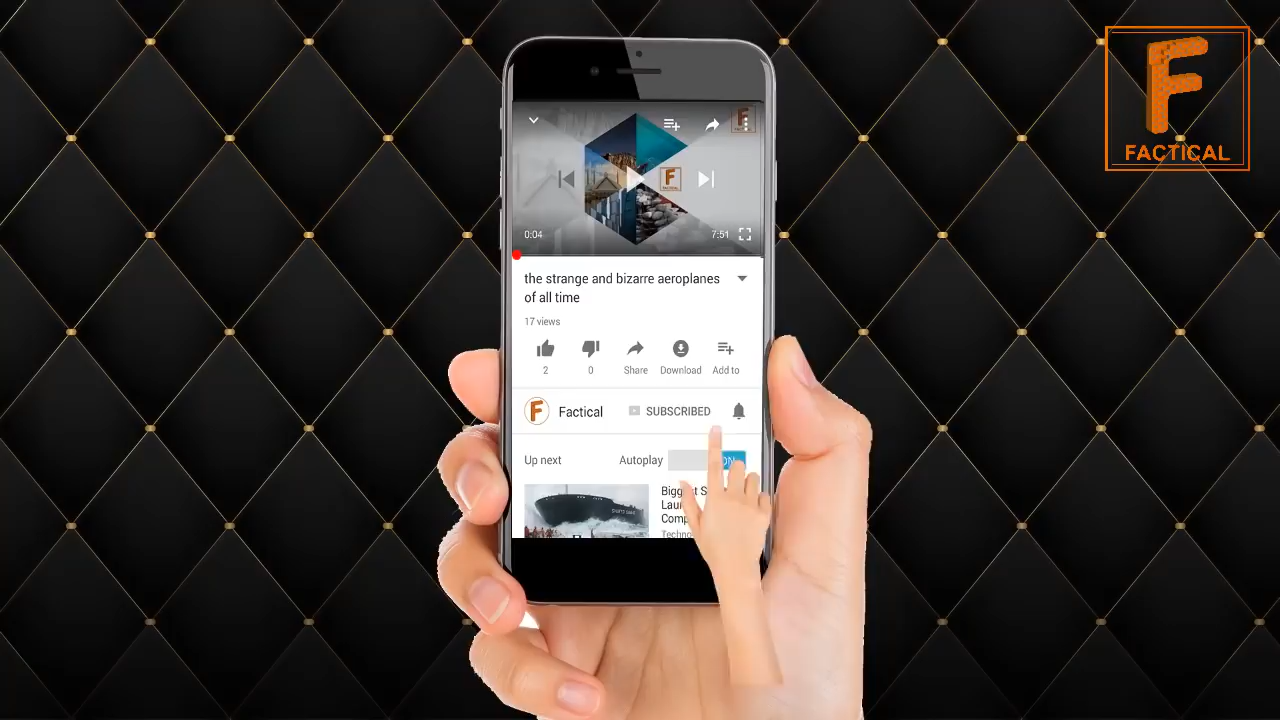 F
FACTICAL
F
0:04
7:51
the strange and bizarre aeroplanes
of all time
17 views
2
0
Share
Download
Add to
F
Factical
SUBSCRIBED
Up next
Autoplay
ON